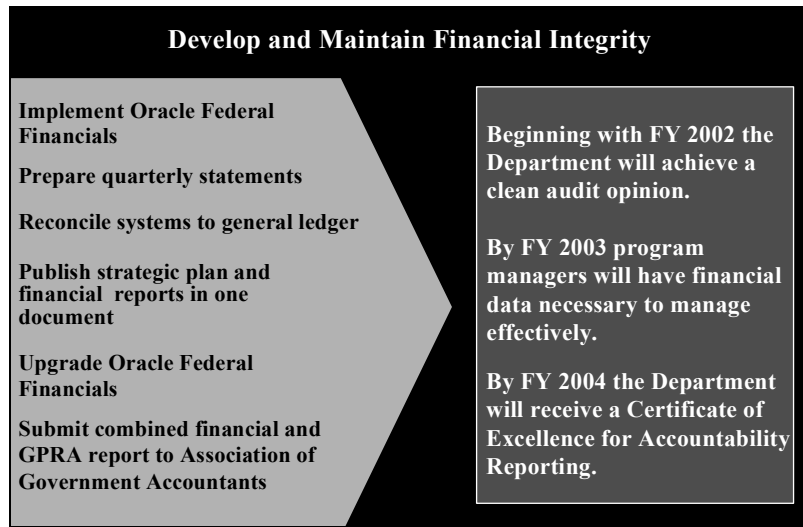 Develop and Maintain Financial Integrity
Implement Oracle Federal
Financials
Prepare quarterly statements
Reconcile systems to general ledger
Publish strategic plan and
financial reports in one
document
Upgrade Oracle Federal
Financials
Submit combined financial and
GPRA report to Association of
Government Accountants
Beginning with FY 2002 the
Department will achieve a
clean audit opinion.
By FY 2003 program
managers will have financial
data necessary to manage
effectively.
By FY 2004 the Department
will receive a Certificate of
Excellence for Accountability
Reporting.